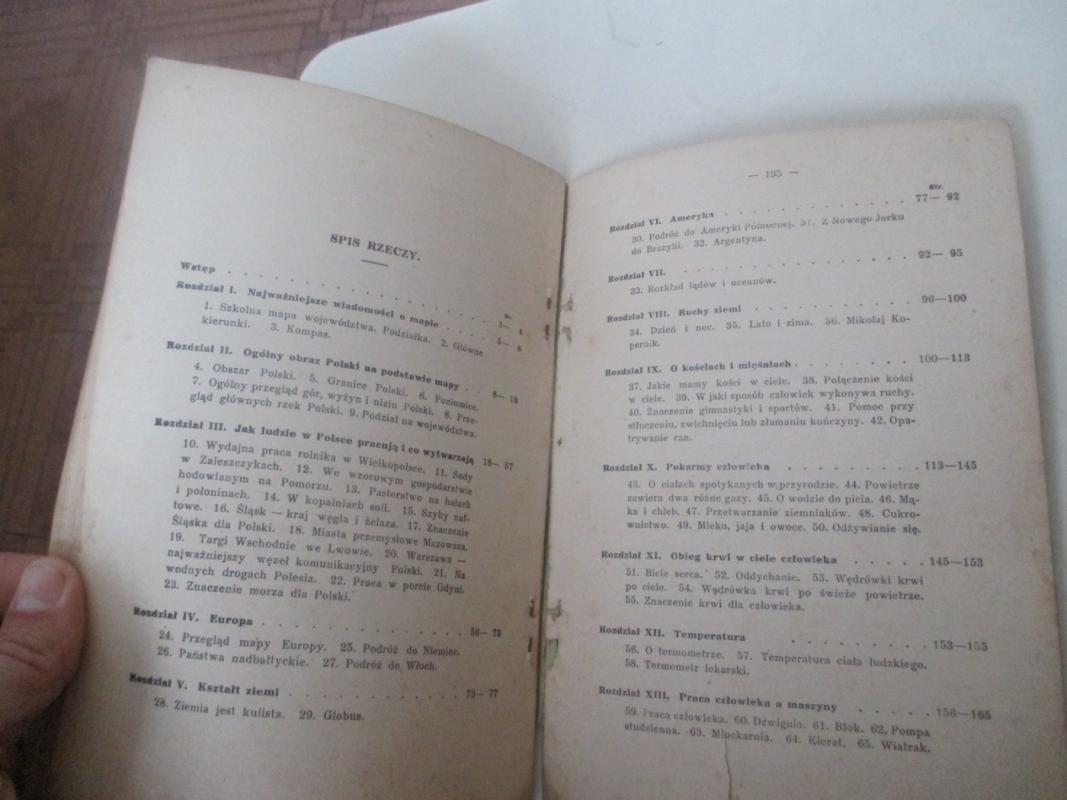 SPIS RZECZY.
Wstęp . . . . . . . . . . . 3— 4
Rozdział I. Najważniejsze wiadomości o mapie . . . . 5— 8
1. Szkolna mapa województwa. Podziałka. 2. Główne
kierunki. 3. Kompas.
Rozdział II. Ogólny obraz Polski na podstawie mapy . . 8— 18
4. Obszar Polski. 5. Granice Polski. 6. Poziomice.
7. Ogólny przegląd gór, wyżyn i nizin Polski. 8. Prze-
gląd głównych rzek Polski. 9. Podział na województwa.
Rozdział III. Jak ludzie w Polsce pracują i co wytwarzają 18— 57
10. Wydajna praca rolnika w Wielkopolsce. 11. Sady
w Zaleszczykach. 12. We wzorowym gospodarstwie
hodowlanym na Pomorzu. 13. Pasterstwo na halach
i połoninach. 14. W kopalniach soli. 15. Szyby naf-
towe. 16. Śląsk — kraj węgla i żelaza. 17. Znaczenie
Śląska dla Polski. 18. Miasta przemysłowe Mazowsza.
19. Targi Wschodnie we Lwowie. 20. Warszawa —
najważniejszy węzeł komunikacyjny Polski. 21. Na
wodnych drogach Polesia. 22. Praca w porcie Gdyni.
23. Znaczenie morza dla Polski.
Rozdział IV. Europa . . . . . . . . . . 58— 73
24. Przegląd mapy Europy. 25. Podróż do Niemiec.
26. Państwa nadbałtyckie. 27. Podróż do Włoch.
Rozdział V. Kształt ziemi . . . . . . . . . 73— 77
28. Ziemia jest kulista. 29. Globus.
— 195 —
Str.
Rozdział VI. Ameryka . . . . . . . . . . 77— 92
30. Podróż do Ameryki Północnej. 31. Z Nowego Jorku
do Brazylii. 32. Argentyna.
Rozdział VII. . . . . . . . . . . . 92— 95
33. Rozkład lądów i oceanów.
Rozdział VIII. Ruchy ziemi . . . . . . . . 96—100
34. Dzień i noc. 35. Lato i zima. 36. Mikołaj Ko-
pernik.
Rozdział IX. O kościach i mięśniach . . . . . . 100—113
37. Jakie mamy kości w ciele. 38. Połączenie kości
w ciele. 39. W jaki sposób człowiek wykonywa ruchy.
40. Znaczenie gimnastyki i sportów. 41. Pomoc przy
stłuczeniu, zwichnięciu lub złamaniu kończyny. 42. Opa-
trywanie ran.
Rozdział X. Pokarmy człowieka . . . . . . . 113—145
43. O ciałach spotykanych w przyrodzie. 44. Powietrze
zawiera dwa różne gazy. 45. O wodzie do picia. 46. Mą-
ka i chleb. 47. Przetwarzanie ziemniaków. 48. Cukro-
wnictwo. 49. Mleko, jaja i owoce. 50. Odżywianie się.
Rozdział XI. Obieg krwi w ciele człowieka . . . . . 145—153
51. Bicie serca. 52. Oddychanie. 53. Wędrówki krwi
po ciele. 54. Wędrówka krwi po świeże powietrze.
55. Znaczenie krwi dla człowieka.
Rozdział XII. Temperatura . . . . . . . 153—155
56. O termometrze. 57. Temperatura ciała ludzkiego.
58. Termometr lekarski.
Rozdział XIII. Praca człowieka a maszyny . . . . . 156—165
59. Praca człowieka. 60. Dźwignia. 61. Blok. 62. Pompa
studzienna. 63. Młockarnia. 64. Kierat. 65. Wiatrak.